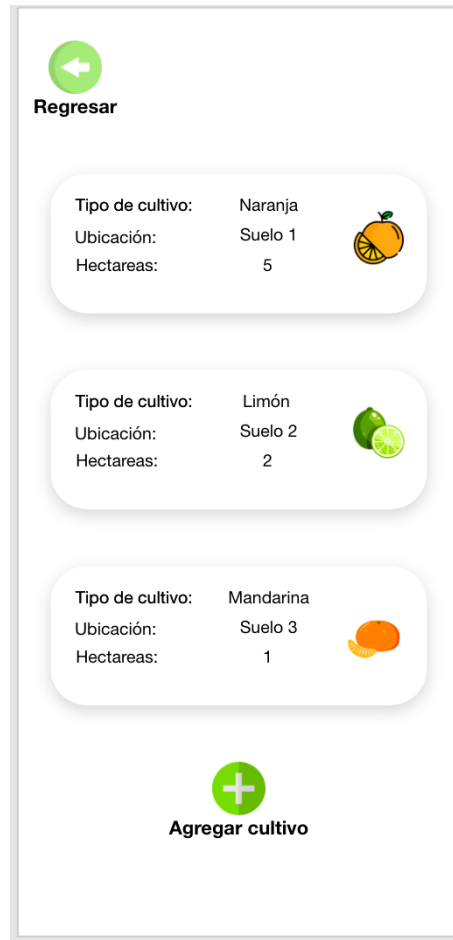 Regresar
Tipo de cultivo: Naranja
Ubicación: Suelo 1
Hectareas: 5
Tipo de cultivo: Limón
Ubicación: Suelo 2
Hectareas: 2
Tipo de cultivo: Mandarina
Ubicación: Suelo 3
Hectareas: 1
Agregar cultivo